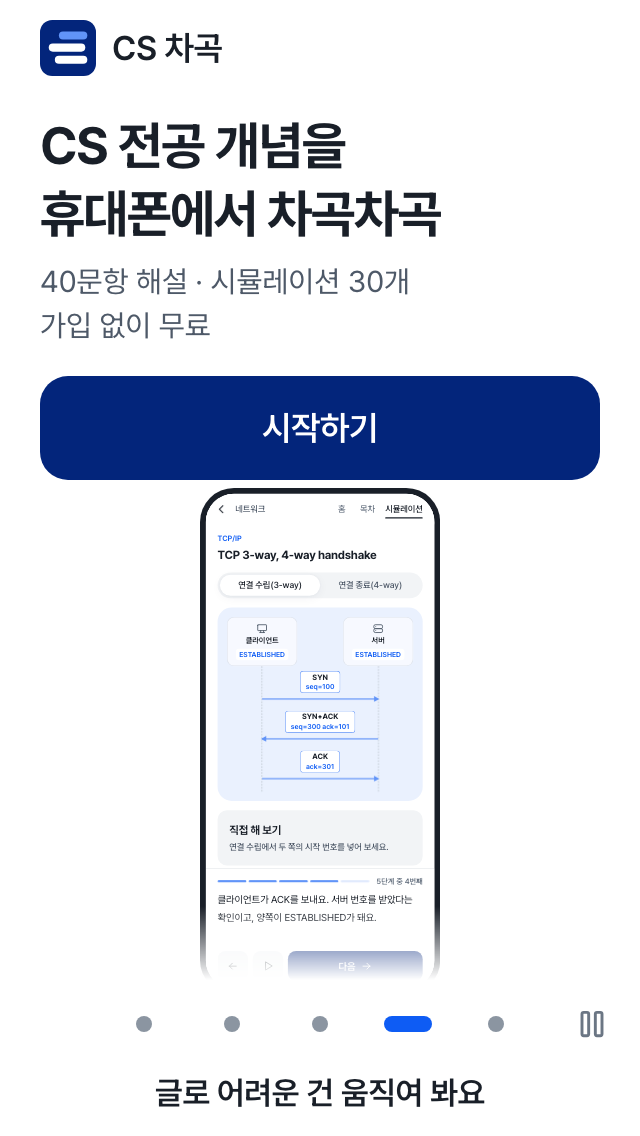 CS 차곡
CS 전공 개념을
휴대폰에서 차곡차곡
40문항 해설 · 시뮬레이션 30개
가입 없이 무료
시작하기
네트워크 홈 목차 시뮬레이션
TCP/IP
TCP 3-way, 4-way handshake
연결 수립(3-way) 연결 종료(4-way)
클라이언트 서버
ESTABLISHED ESTABLISHED
SYN
seq=100
SYN+ACK
seq=300 ack=101
ACK
ack=301
직접 해 보기
연결 수립에서 두 쪽의 시작 번호를 넣어 보세요.
5단계 중 4번째
클라이언트가 ACK를 보내요. 서버 번호를 받았다는
확인이고, 양쪽이 ESTABLISHED가 돼요.
다음
글로 어려운 건 움직여 봐요